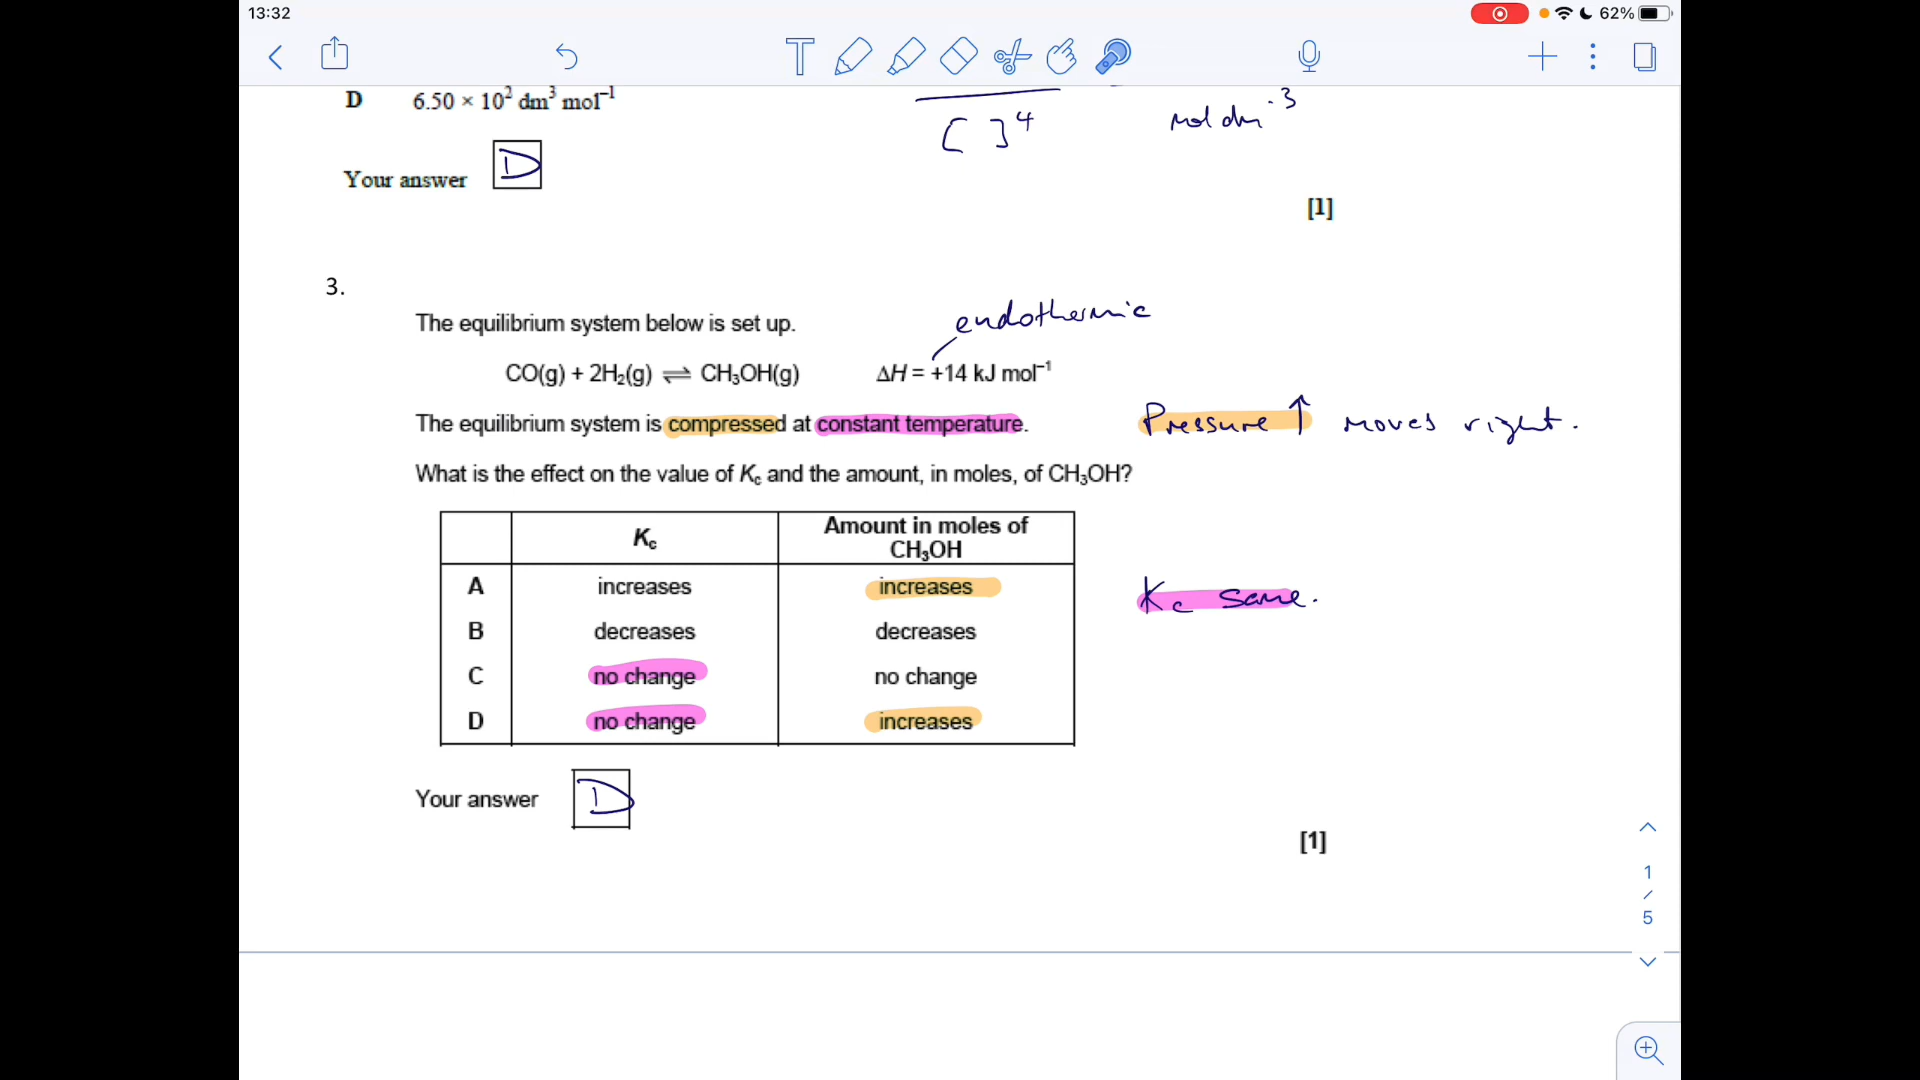 13:32
62%
D 6.50 × 10² dm³ mol⁻¹
[ ]⁴
mol dm⁻³
Your answer D
[1]
3.
The equilibrium system below is set up.
endothermic
CO(g) + 2H₂(g) ⇌ CH₃OH(g) ΔH = +14 kJ mol⁻¹
The equilibrium system is compressed at constant temperature.
Pressure ↑ moves right.
What is the effect on the value of Kc and the amount, in moles, of CH₃OH?
Kc Amount in moles of CH₃OH
A increases increases
Kc same.
B decreases decreases
C no change no change
D no change increases
Your answer D
[1]
1
/
5